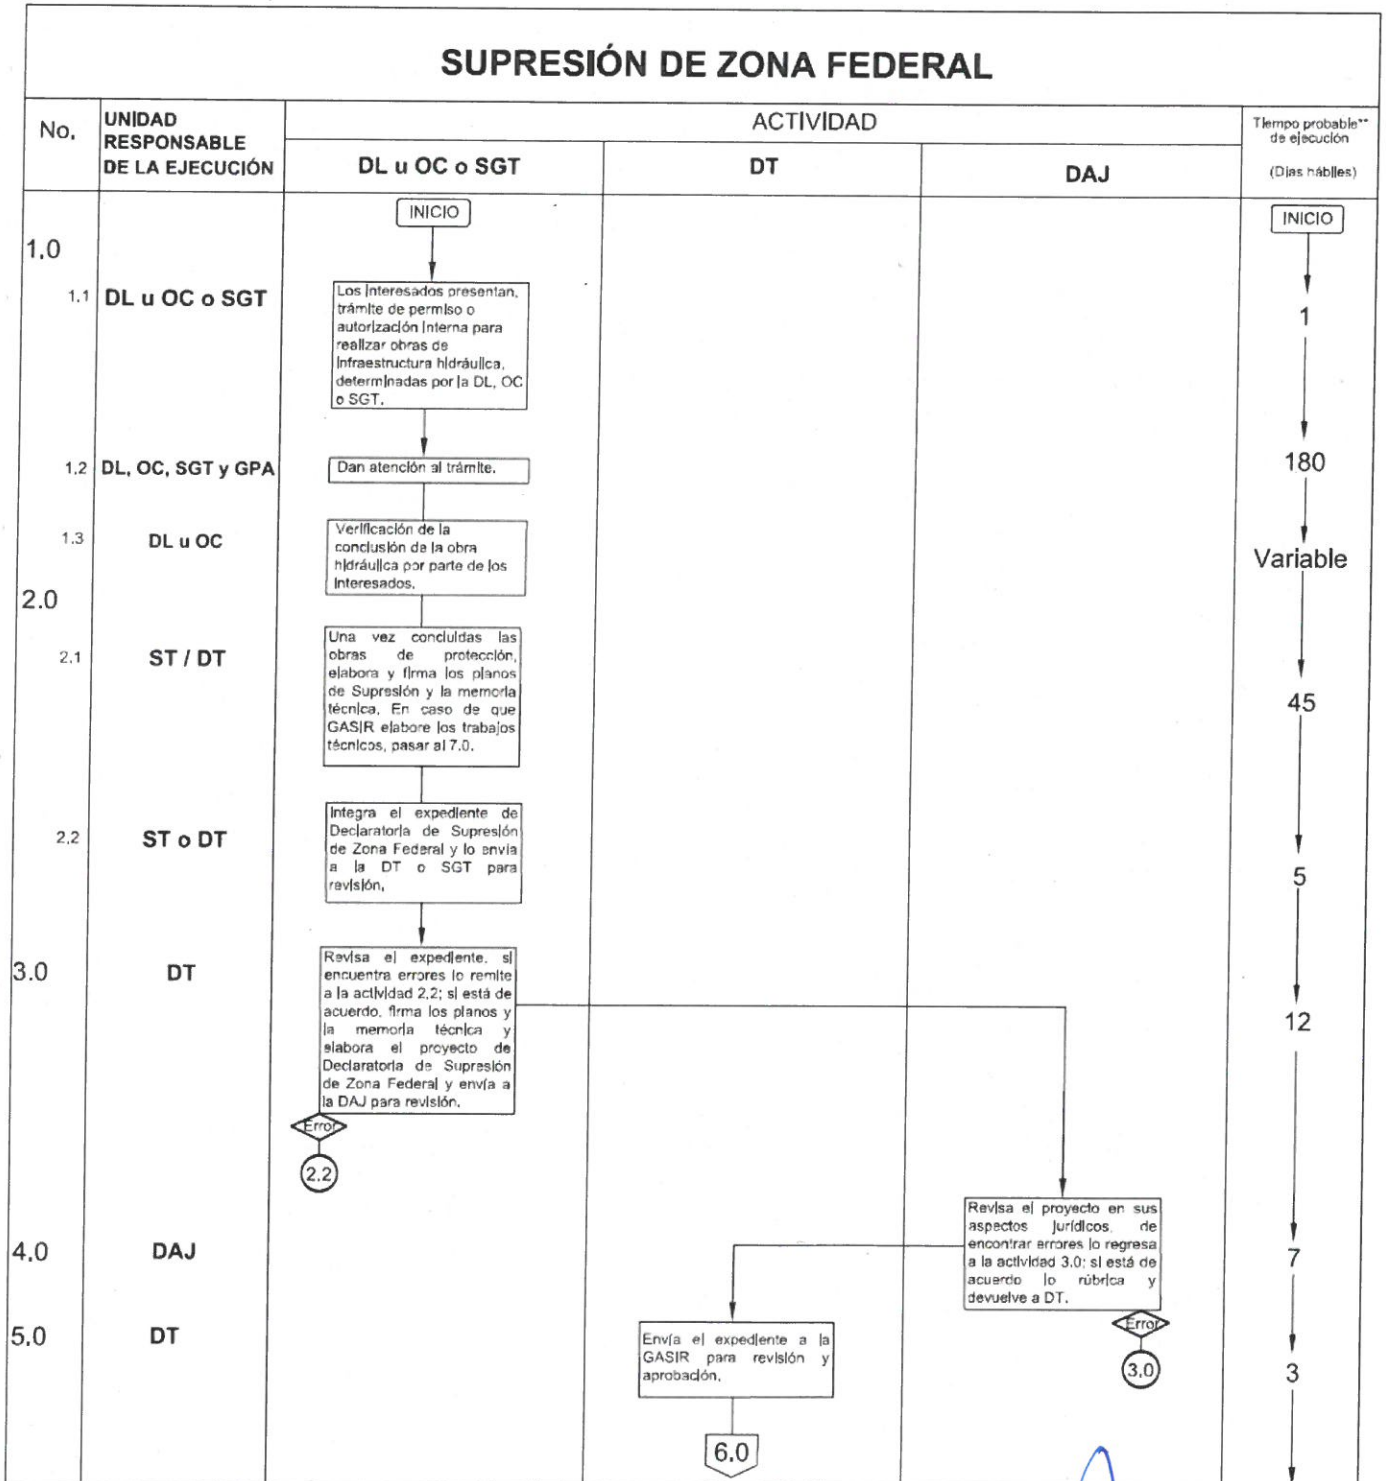 SUPRESIÓN DE ZONA FEDERAL
No.
UNIDAD
RESPONSABLE
DE LA EJECUCIÓN
ACTIVIDAD
DL u OC o SGT
DT
DAJ
Tiempo probable**
de ejecución
(Días hábiles)
INICIO
INICIO
1.0
1.1
DL u OC o SGT
Los interesados presentan,
trámite de permiso o
autorización interna para
realizar obras de
infraestructura hidráulica,
determinadas por la DL, OC
o SGT.
1
1.2
DL, OC, SGT y GPA
Dan atención al trámite.
180
1.3
DL u OC
Verificación de la
conclusión de la obra
hidráulica por parte de los
interesados.
Variable
2.0
2.1
ST / DT
Una vez concluidas las
obras de protección,
elabora y firma los planos
de Supresión y la memoria
técnica. En caso de que
GASIR elabore los trabajos
técnicos, pasar al 7.0.
45
2.2
ST o DT
Integra el expediente de
Declaratoria de Supresión
de Zona Federal y lo envía
a la DT o SGT para
revisión.
5
3.0
DT
Revisa el expediente, si
encuentra errores lo remite
a la actividad 2.2; si está de
acuerdo, firma los planos y
la memoria técnica y
elabora el proyecto de
Declaratoria de Supresión
de Zona Federal y envía a
la DAJ para revisión.
12
Error
2.2
4.0
DAJ
Revisa el proyecto en sus
aspectos jurídicos, de
encontrar errores lo regresa
a la actividad 3.0; si está de
acuerdo lo rúbrica y
devuelve a DT.
7
Error
3.0
5.0
DT
Envía el expediente a la
GASIR para revisión y
aprobación.
3
6.0